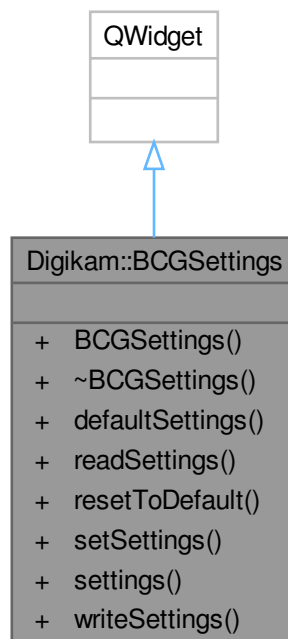 QWidget
Digikam::BCGSettings
+ BCGSettings()
+ ~BCGSettings()
+ defaultSettings()
+ readSettings()
+ resetToDefault()
+ setSettings()
+ settings()
+ writeSettings()